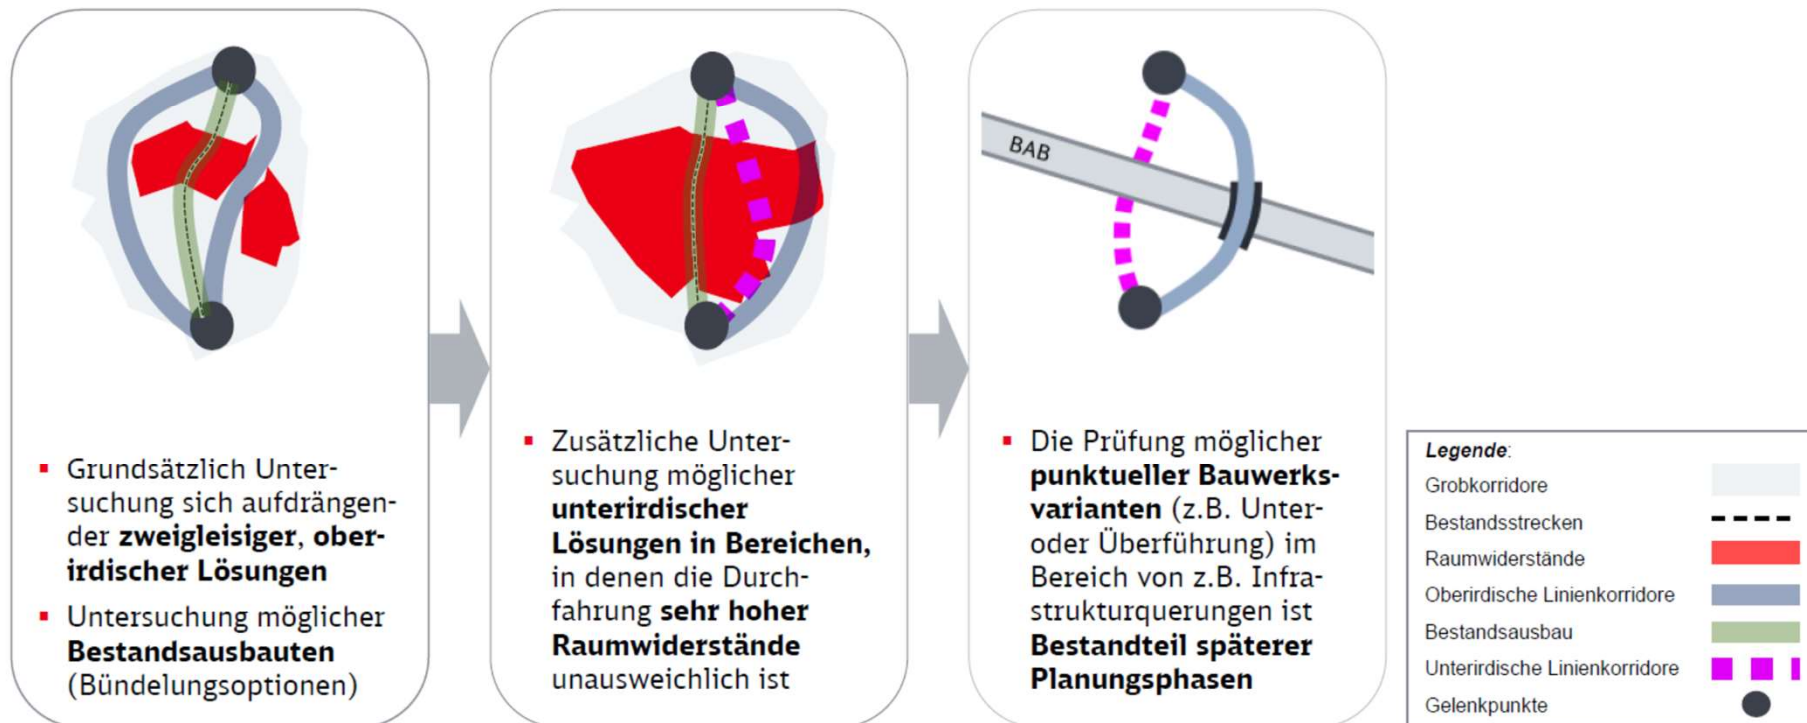 ▪ Grundsätzlich Unter-
suchung sich aufdrängen-
der zweigleisiger, ober-
irdischer Lösungen
▪ Untersuchung möglicher
Bestandsausbauten
(Bündelungsoptionen)
▪ Zusätzliche Unter-
suchung möglicher
unterirdischer
Lösungen in Bereichen,
in denen die Durch-
fahrung sehr hoher
Raumwiderstände
unausweichlich ist
BAB
▪ Die Prüfung möglicher
punktueller Bauwerks-
varianten (z.B. Unter-
oder Überführung) im
Bereich von z.B. Infra-
strukturquerungen ist
Bestandteil späterer
Planungsphasen
Legende:
Grobkorridore
Bestandsstrecken
Raumwiderstände
Oberirdische Linienkorridore
Bestandsausbau
Unterirdische Linienkorridore
Gelenkpunkte